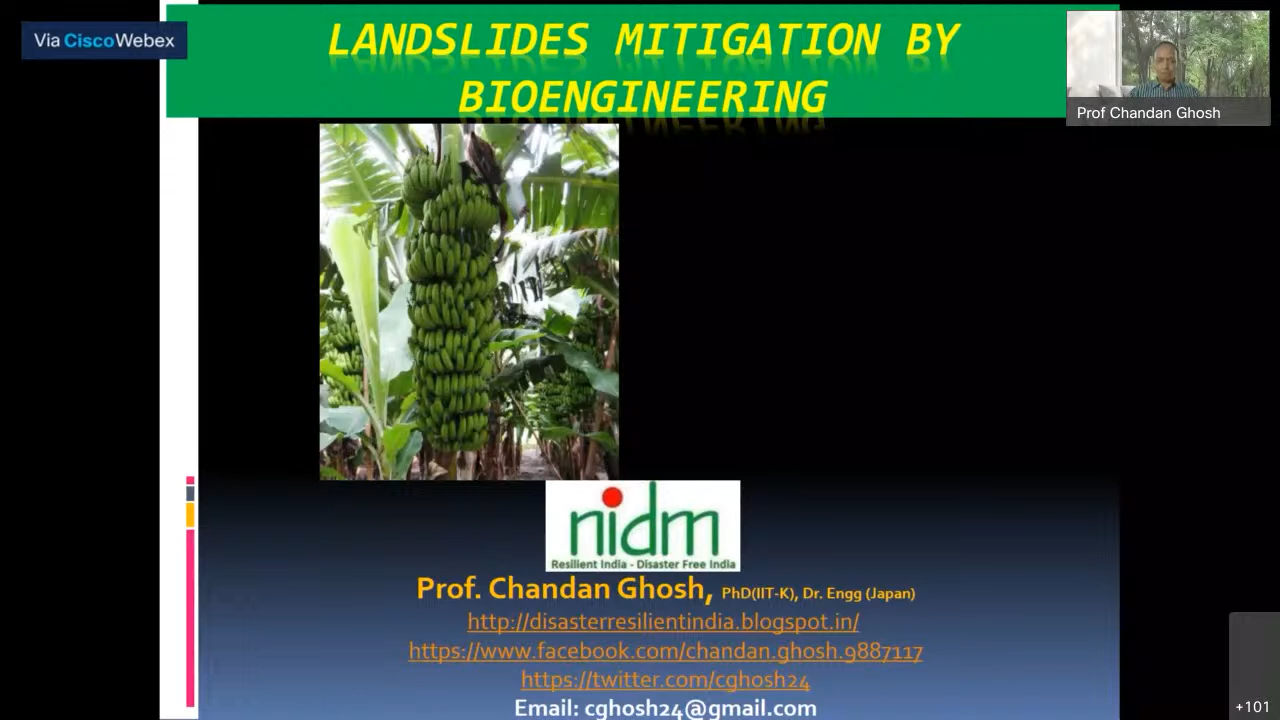 Via CiscoWebex
LANDSLIDES MITIGATION BY
BIOENGINEERING
Prof Chandan Ghosh
nidm
Resilient India - Disaster Free India
Prof. Chandan Ghosh, PhD(IIT-K), Dr. Engg (Japan)
http://disasterresilientindia.blogspot.in/
https://www.facebook.com/chandan.ghosh.9887117
https://twitter.com/cghosh24
Email: cghosh24@gmail.com
+101